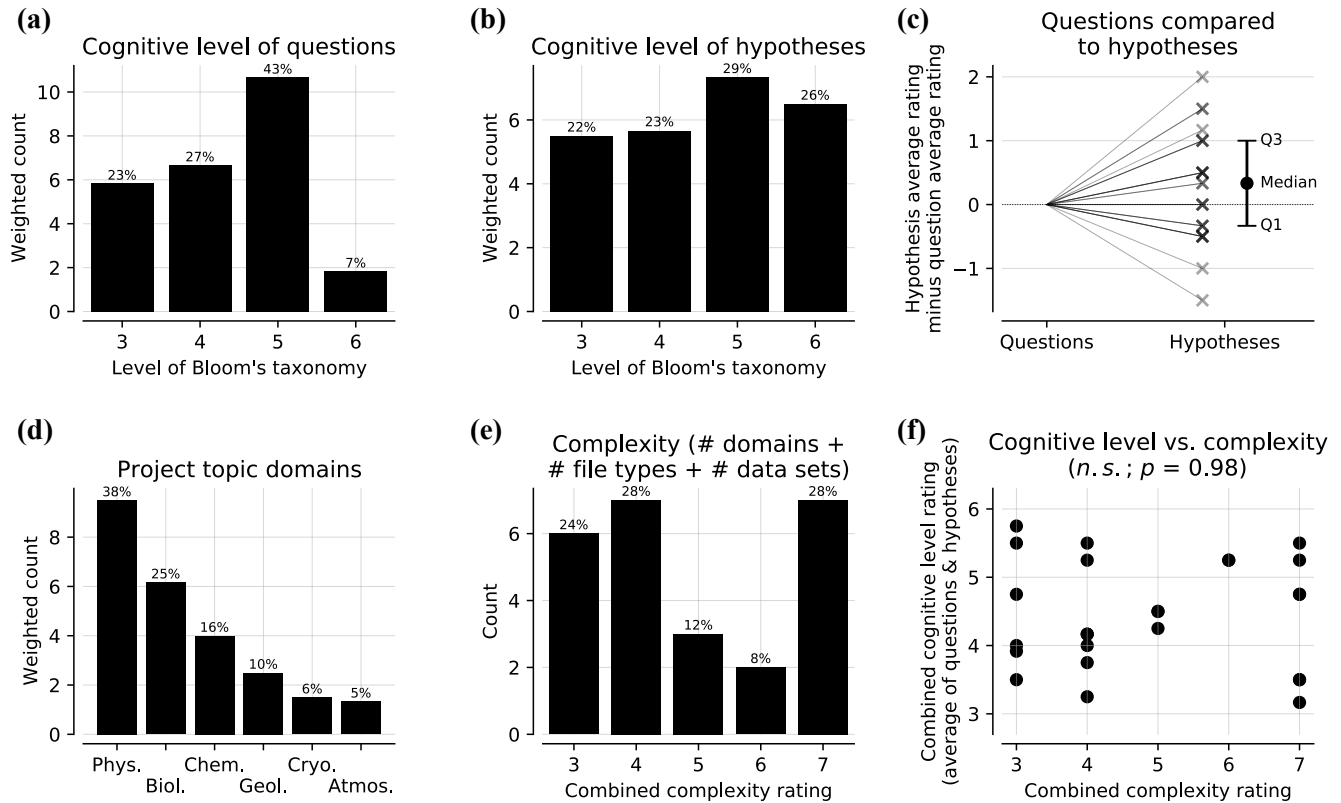 (a)
Cognitive level of questions
Weighted count
10
8
6
4
2
0
23%
27%
43%
7%
3 4 5 6
Level of Bloom's taxonomy
(b)
Cognitive level of hypotheses
Weighted count
6
4
2
0
22%
23%
29%
26%
3 4 5 6
Level of Bloom's taxonomy
(c)
Questions compared
to hypotheses
Hypothesis average rating
minus question average rating
2
1
0
−1
Q3
Median
Q1
Questions Hypotheses
(d)
Project topic domains
Weighted count
8
6
4
2
0
38%
25%
16%
10%
6%
5%
Phys. Chem. Cryo.
Biol. Geol. Atmos.
(e)
Complexity (# domains +
# file types + # data sets)
Count
6
4
2
0
24%
28%
12%
8%
28%
3 4 5 6 7
Combined complexity rating
(f)
Cognitive level vs. complexity
(n.s.; p = 0.98)
Combined cognitive level rating
(average of questions & hypotheses)
6
5
4
3
3 4 5 6 7
Combined complexity rating